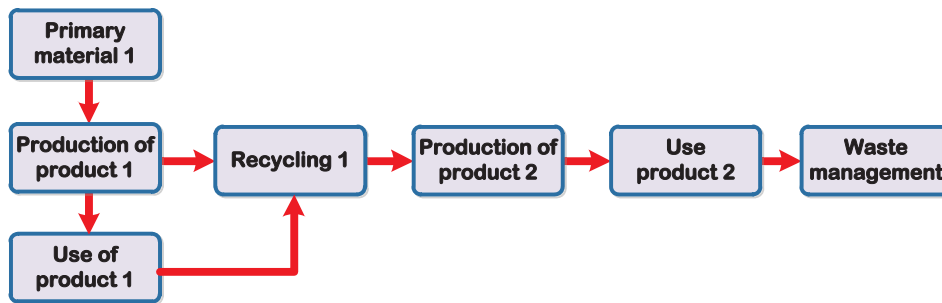 Primary
material 1
Production of
product 1
Recycling 1
Production of
product 2
Use
product 2
Waste
management
Use of
product 1